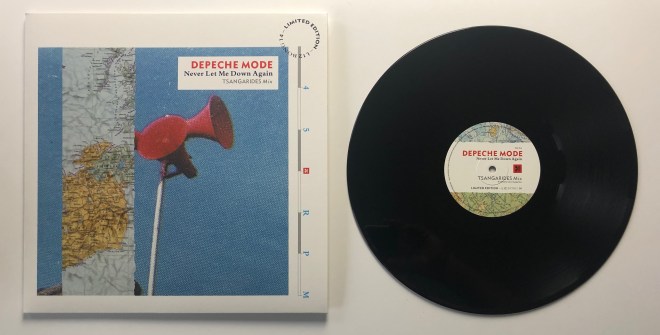 LIMITED EDITION
DEPECHE MODE
Never Let Me Down Again
TSANGARIDES Mix
4
5
R
P
M
DEPECHE MODE
Never Let Me Down Again
TSANGARIDES Mix
LIMITED EDITION